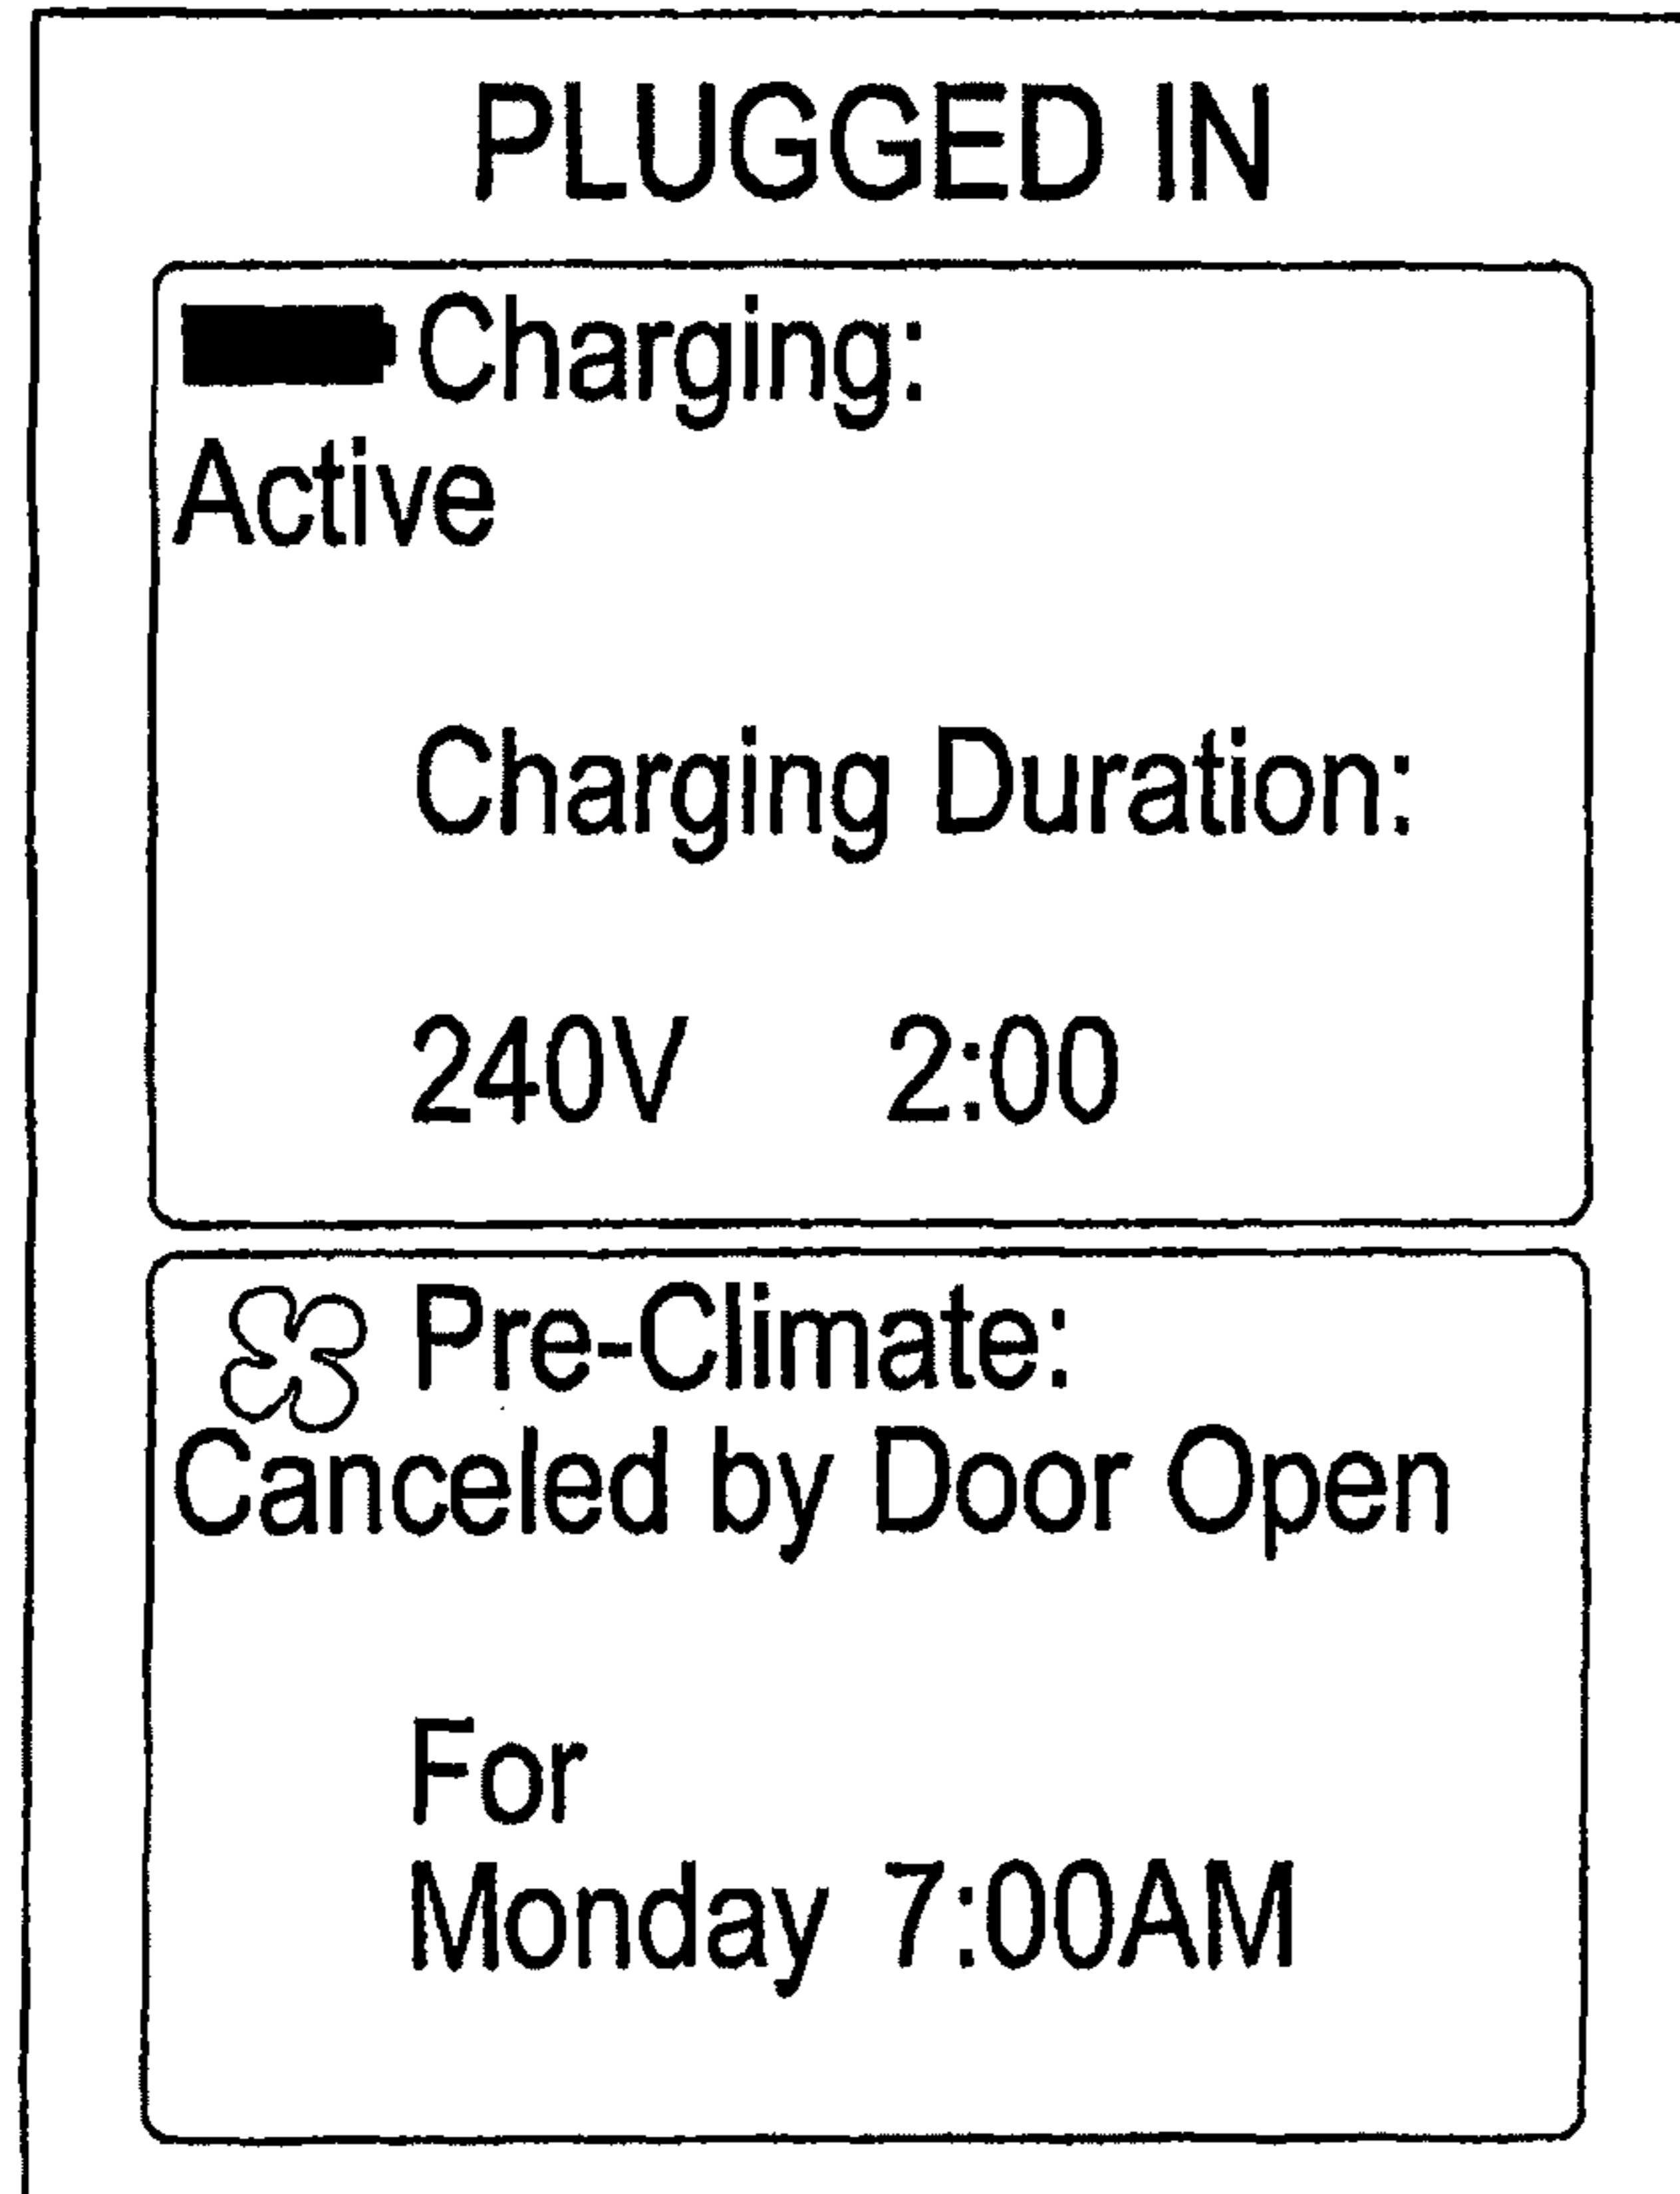 PLUGGED IN
Charging:
Active
Charging Duration:
240V 2:00
Pre-Climate:
Canceled by Door Open
For
Monday 7:00AM